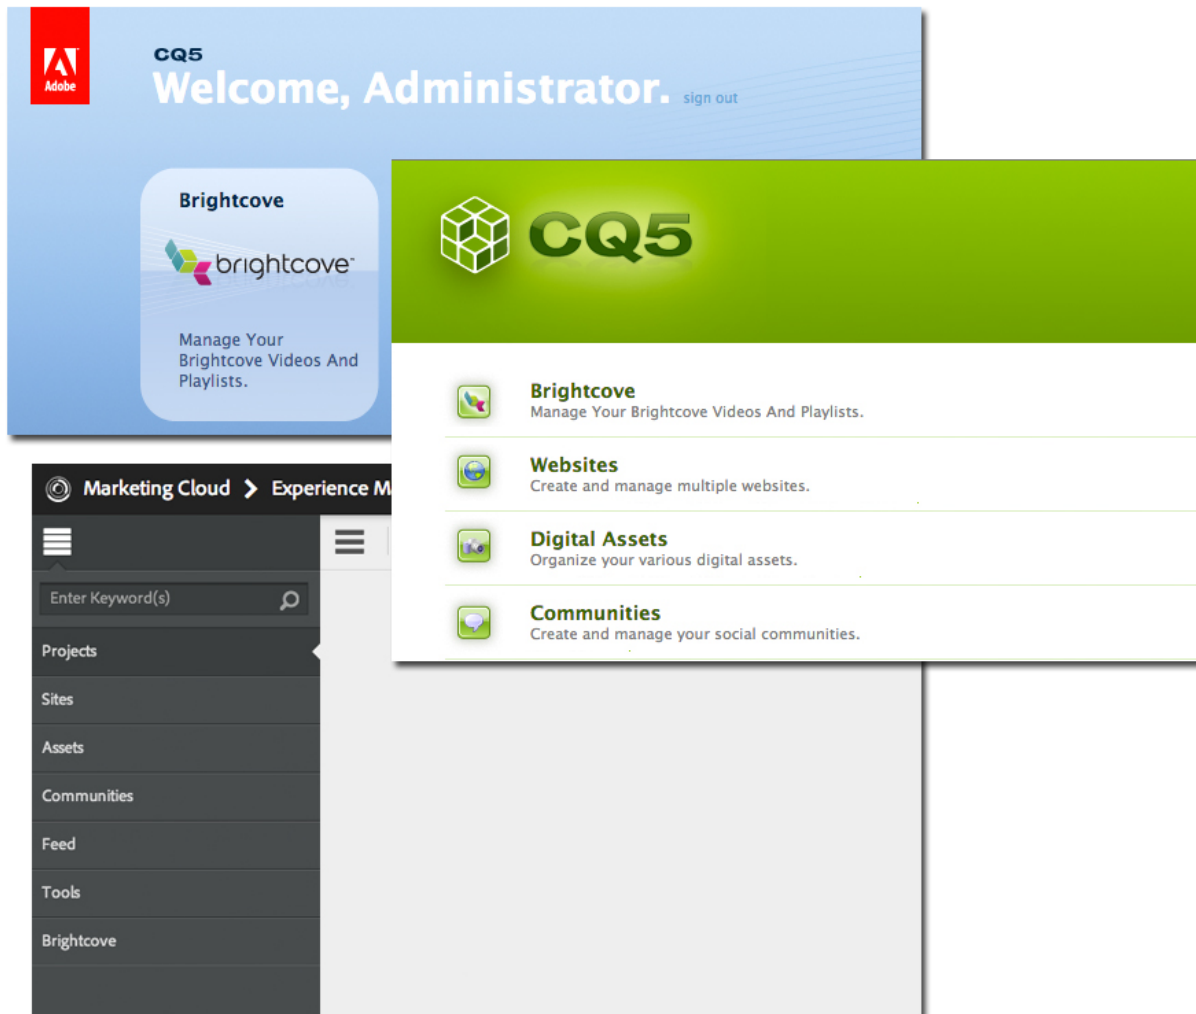 Adobe
CQ5
Welcome, Administrator. sign out
Brightcove
brightcove
Manage Your
Brightcove Videos And
Playlists.
CQ5
Brightcove
Manage Your Brightcove Videos And Playlists.
Websites
Create and manage multiple websites.
Digital Assets
Organize your various digital assets.
Communities
Create and manage your social communities.
Marketing Cloud > Experience M
Enter Keyword(s)
Projects
Sites
Assets
Communities
Feed
Tools
Brightcove